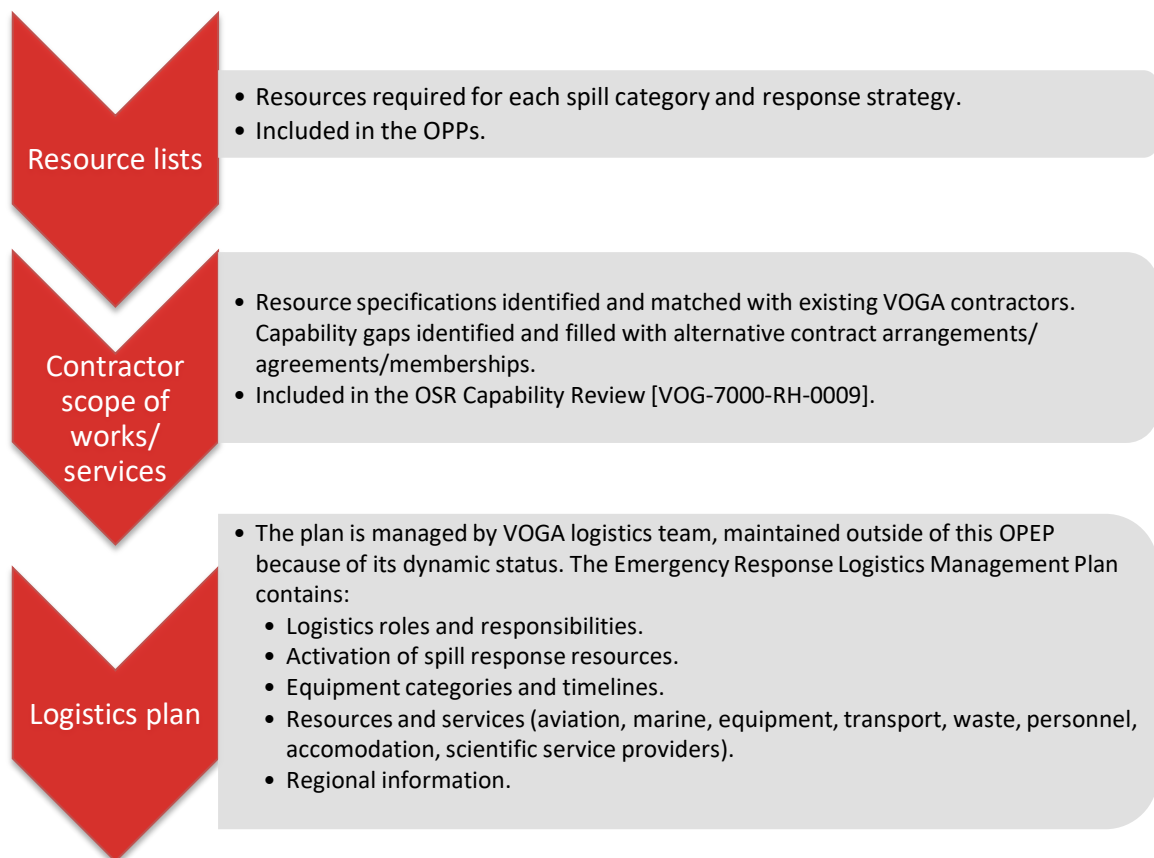 Resource lists
• Resources required for each spill category and response strategy.
• Included in the OPPs.
Contractor
scope of
works/
services
• Resource specifications identified and matched with existing VOGA contractors.
Capability gaps identified and filled with alternative contract arrangements/
agreements/memberships.
• Included in the OSR Capability Review [VOG-7000-RH-0009].
Logistics plan
• The plan is managed by VOGA logistics team, maintained outside of this OPEP
because of its dynamic status. The Emergency Response Logistics Management Plan
contains:
• Logistics roles and responsibilities.
• Activation of spill response resources.
• Equipment categories and timelines.
• Resources and services (aviation, marine, equipment, transport, waste, personnel,
accomodation, scientific service providers).
• Regional information.